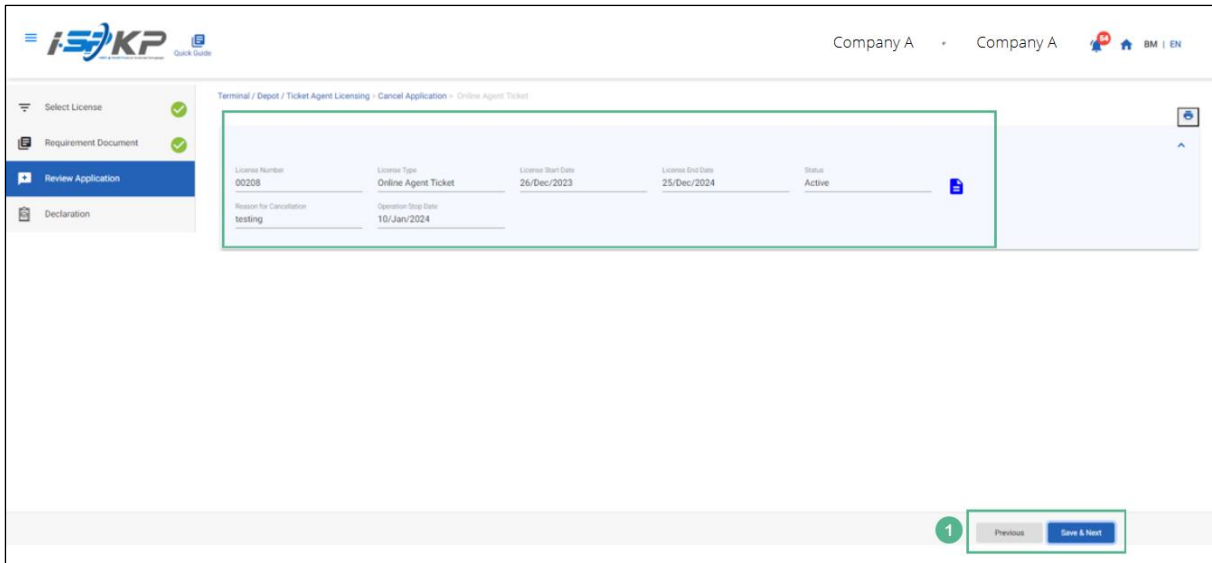 i-SPKP
Quick Guide
Company A
Company A
54
BM | EN
Select License
Requirement Document
Review Application
Declaration
Terminal / Depot / Ticket Agent Licensing > Cancel Application > Online Agent Ticket
License Number
License Type
License Start Date
License End Date
Status
00208
Online Agent Ticket
26/Dec/2023
25/Dec/2024
Active
Reason for Cancellation
Operation Stop Date
testing
10/Jan/2024
1
Previous
Save & Next